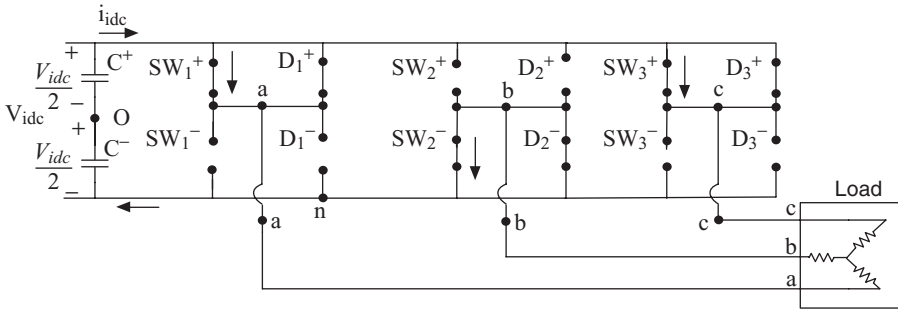 i_idc
+
C⁺
V_idc/2
−
V_idc
O
+
C⁻
V_idc/2
−
SW₁⁺
D₁⁺
a
SW₁⁻
D₁⁻
n
a
SW₂⁺
D₂⁺
b
SW₂⁻
D₂⁻
b
SW₃⁺
D₃⁺
c
SW₃⁻
D₃⁻
c
Load
c
b
a